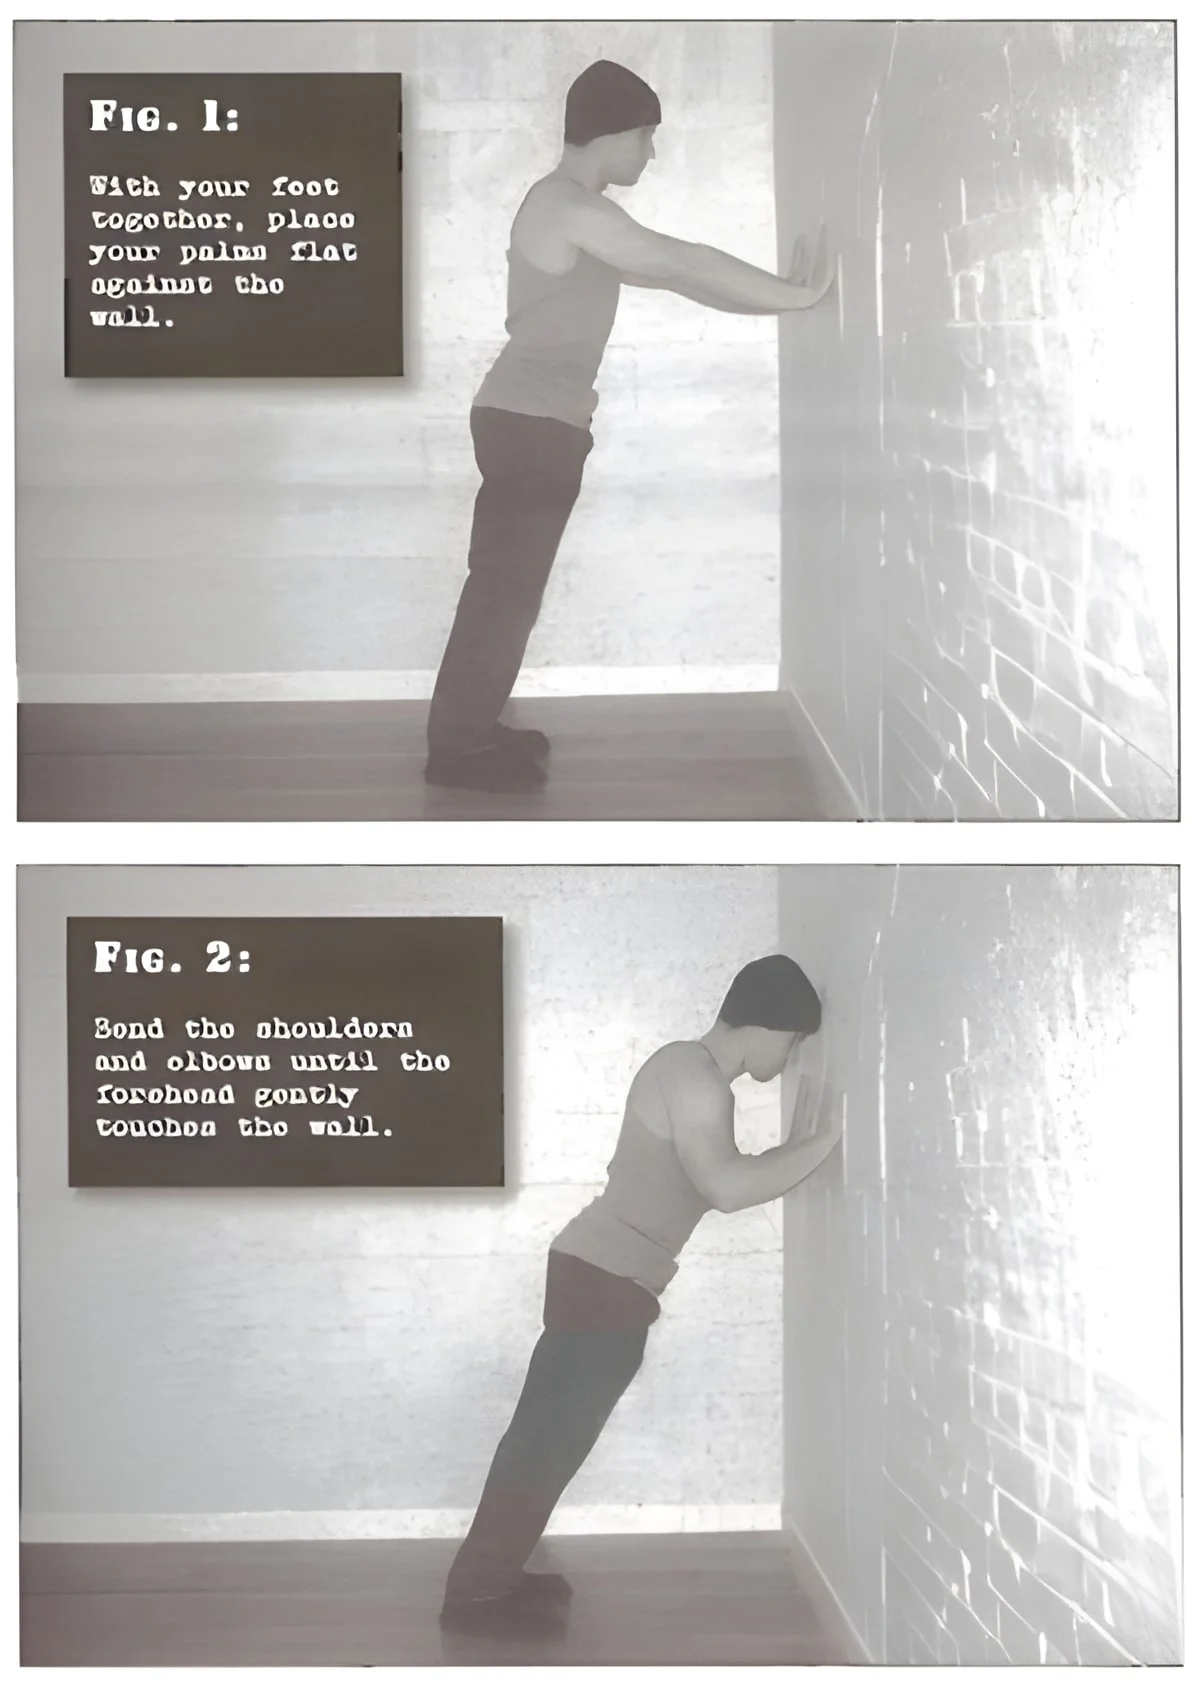 Fig. 1:
With your feet
together, place
your palms flat
against the
wall.
Fig. 2:
Bend the shoulders
and elbows until the
forehead gently
touches the wall.